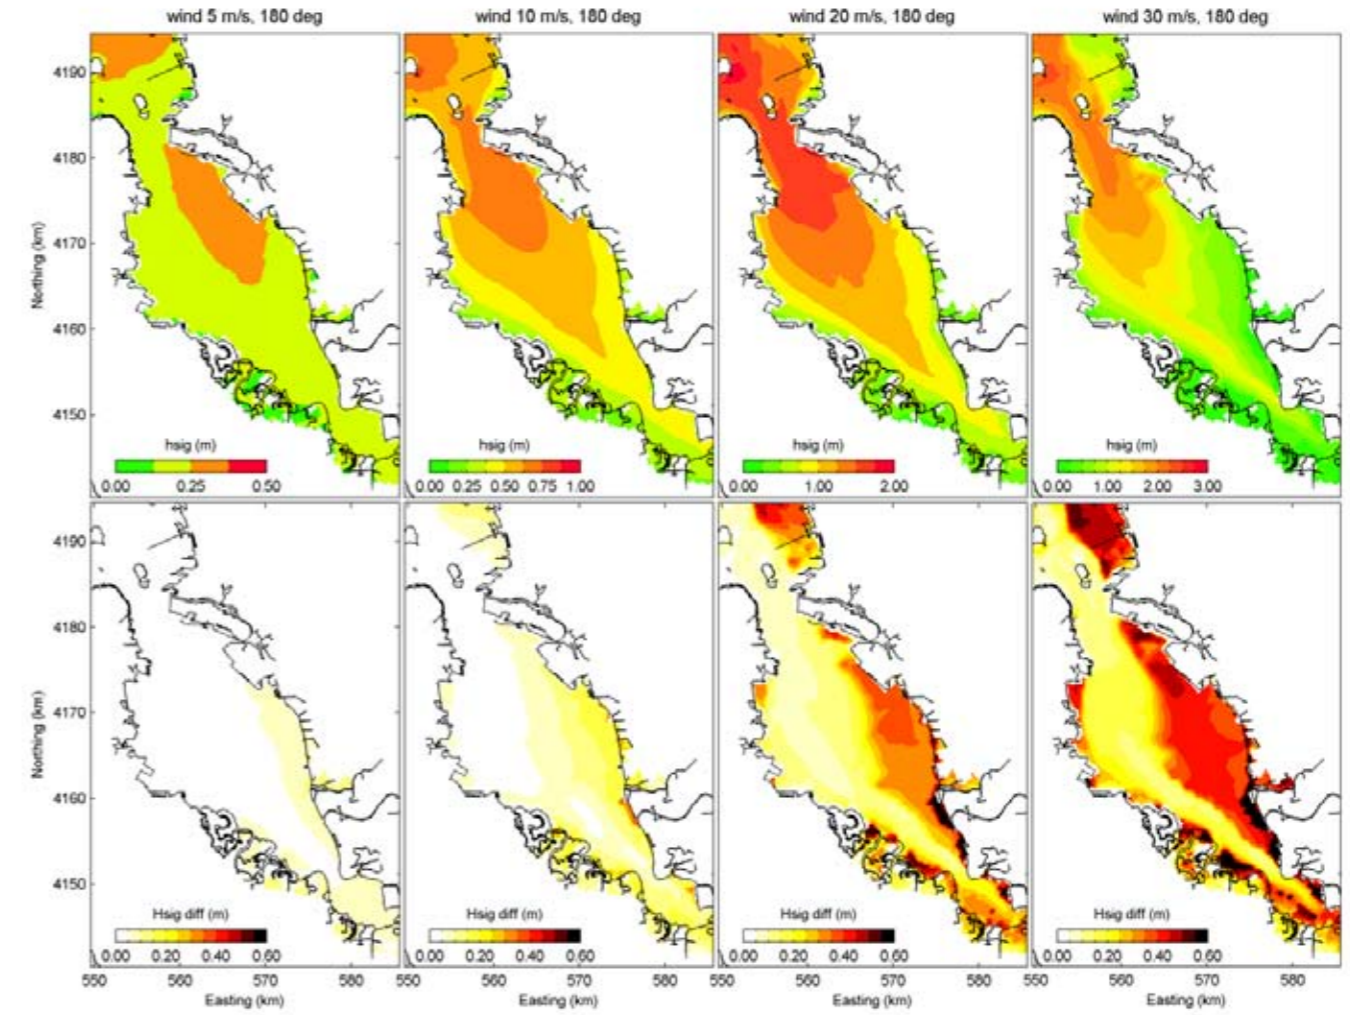 wind 5 m/s, 180 deg wind 10 m/s, 180 deg wind 20 m/s, 180 deg wind 30 m/s, 180 deg
4190
4180
4170
Northing (km)
4160
4150
hsig (m) hsig (m) hsig (m) hsig (m)
0.00 0.25 0.50 0.00 0.25 0.50 0.75 1.00 0.00 1.00 2.00 0.00 1.00 2.00 3.00
4190
4180
4170
Northing (km)
4160
4150
Hsig diff (m) Hsig diff (m) Hsig diff (m) Hsig diff (m)
0.00 0.20 0.40 0.60 0.00 0.20 0.40 0.60 0.00 0.20 0.40 0.60 0.00 0.20 0.40 0.60
550 560 570 580 550 560 570 580 550 560 570 580 550 560 570 580
Easting (km) Easting (km) Easting (km) Easting (km)